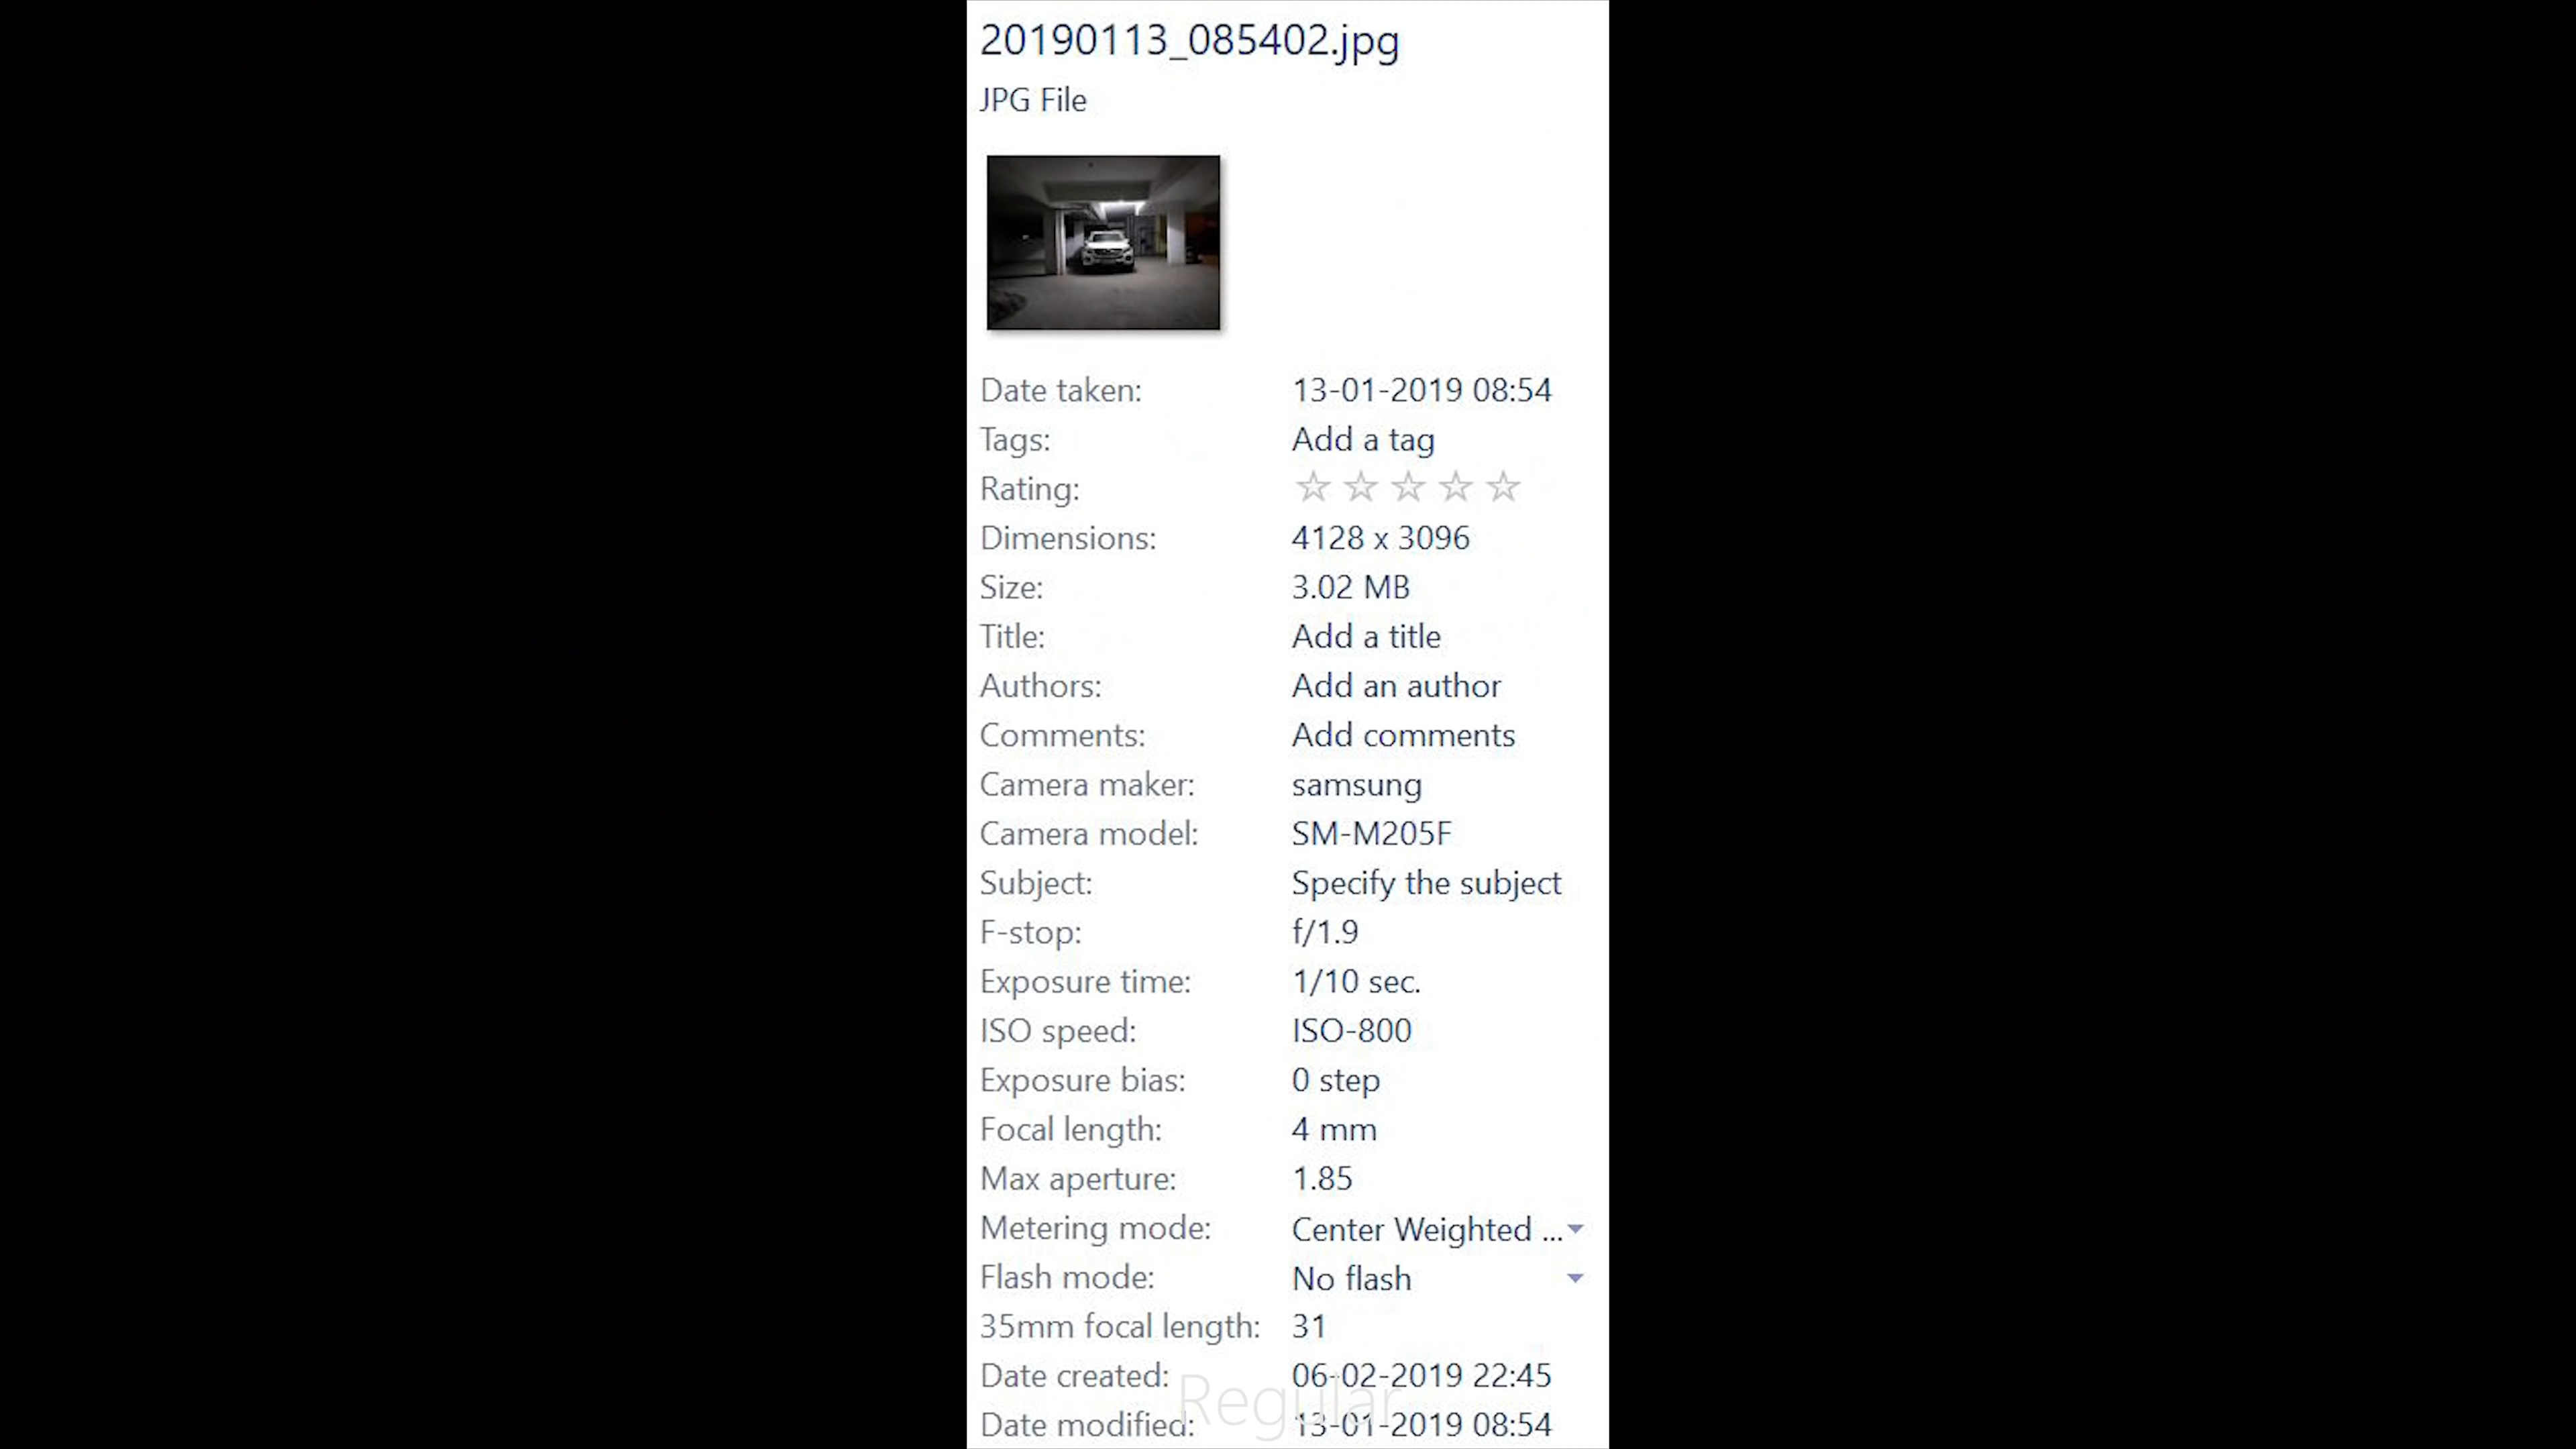 20190113_085402.jpg
JPG File
Date taken: 13-01-2019 08:54
Tags: Add a tag
Rating: ☆ ☆ ☆ ☆ ☆
Dimensions: 4128 x 3096
Size: 3.02 MB
Title: Add a title
Authors: Add an author
Comments: Add comments
Camera maker: samsung
Camera model: SM-M205F
Subject: Specify the subject
F-stop: f/1.9
Exposure time: 1/10 sec.
ISO speed: ISO-800
Exposure bias: 0 step
Focal length: 4 mm
Max aperture: 1.85
Metering mode: Center Weighted ...
Flash mode: No flash
35mm focal length: 31
Date created: 06-02-2019 22:45
Regular
Date modified: 13-01-2019 08:54